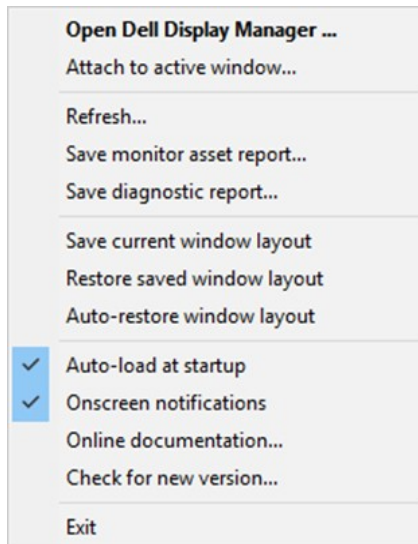 Open Dell Display Manager ...
Attach to active window...
Refresh...
Save monitor asset report...
Save diagnostic report...
Save current window layout
Restore saved window layout
Auto-restore window layout
Auto-load at startup
Onscreen notifications
Online documentation...
Check for new version...
Exit